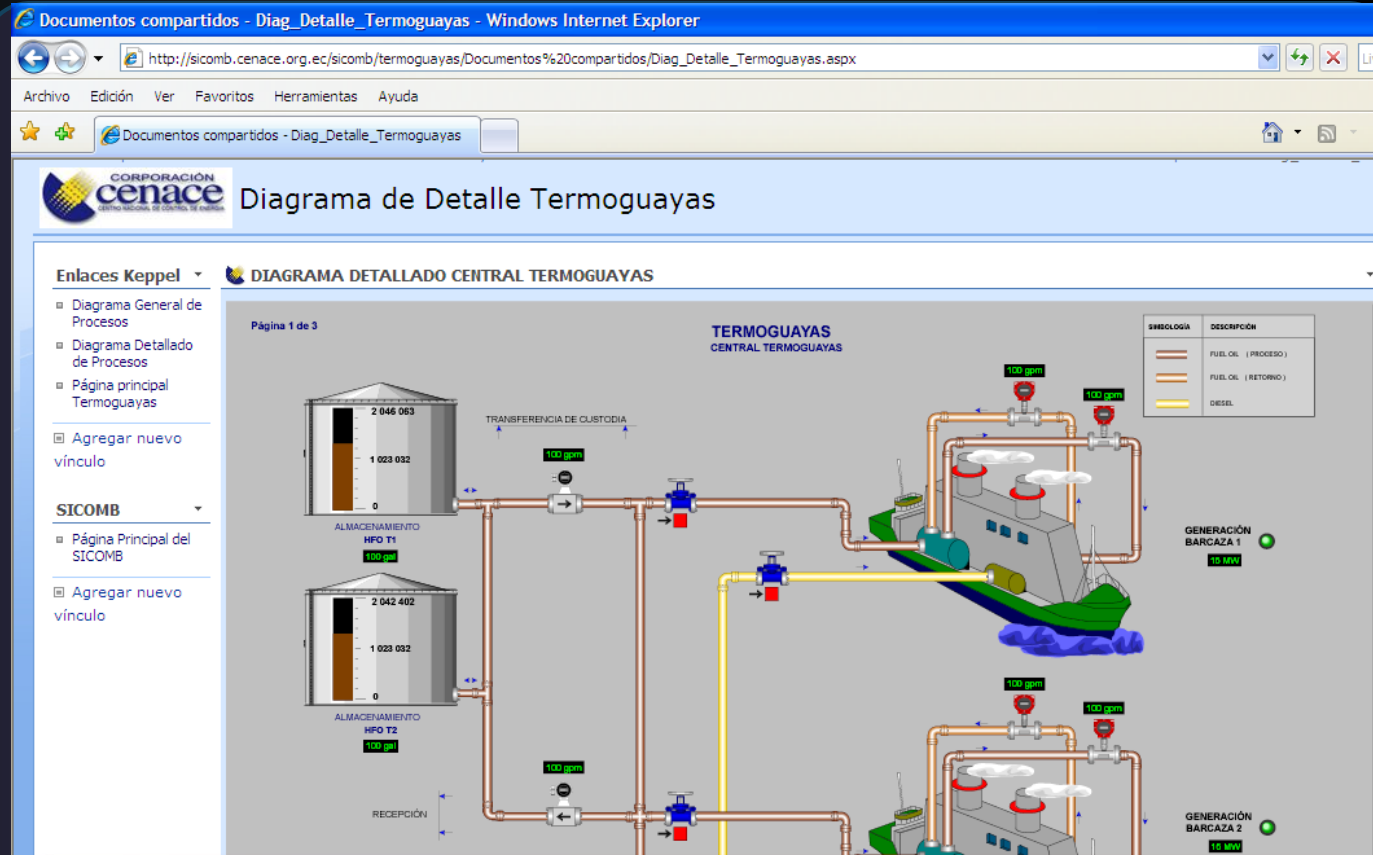 Documentos compartidos - Diag_Detalle_Termoguayas - Windows Internet Explorer
http://sicomb.cenace.org.ec/sicomb/termoguayas/Documentos%20compartidos/Diag_Detalle_Termoguayas.aspx
Archivo Edición Ver Favoritos Herramientas Ayuda
Documentos compartidos - Diag_Detalle_Termoguayas
CORPORACIÓN
cenace
CENTRO NACIONAL DE CONTROL DE ENERGÍA
Diagrama de Detalle Termoguayas
Enlaces Keppel
Diagrama General de
Procesos
Diagrama Detallado
de Procesos
Página principal
Termoguayas
Agregar nuevo
vínculo
SICOMB
Página Principal del
SICOMB
Agregar nuevo
vínculo
DIAGRAMA DETALLADO CENTRAL TERMOGUAYAS
Página 1 de 3
TERMOGUAYAS
CENTRAL TERMOGUAYAS
SIMBOLOGÍA DESCRIPCIÓN
FUEL OIL ( PROCESO )
FUEL OIL ( RETORNO )
DIESEL
100 gpm
100 gpm
2 046 063
1 023 032
0
ALMACENAMIENTO
HFO T1
100 gal
TRANSFERENCIA DE CUSTODIA
100 gpm
GENERACIÓN
BARCAZA 1
15 MW
2 042 402
1 023 032
0
ALMACENAMIENTO
HFO T2
100 gal
100 gpm
100 gpm
100 gpm
RECEPCIÓN
GENERACIÓN
BARCAZA 2
15 MW